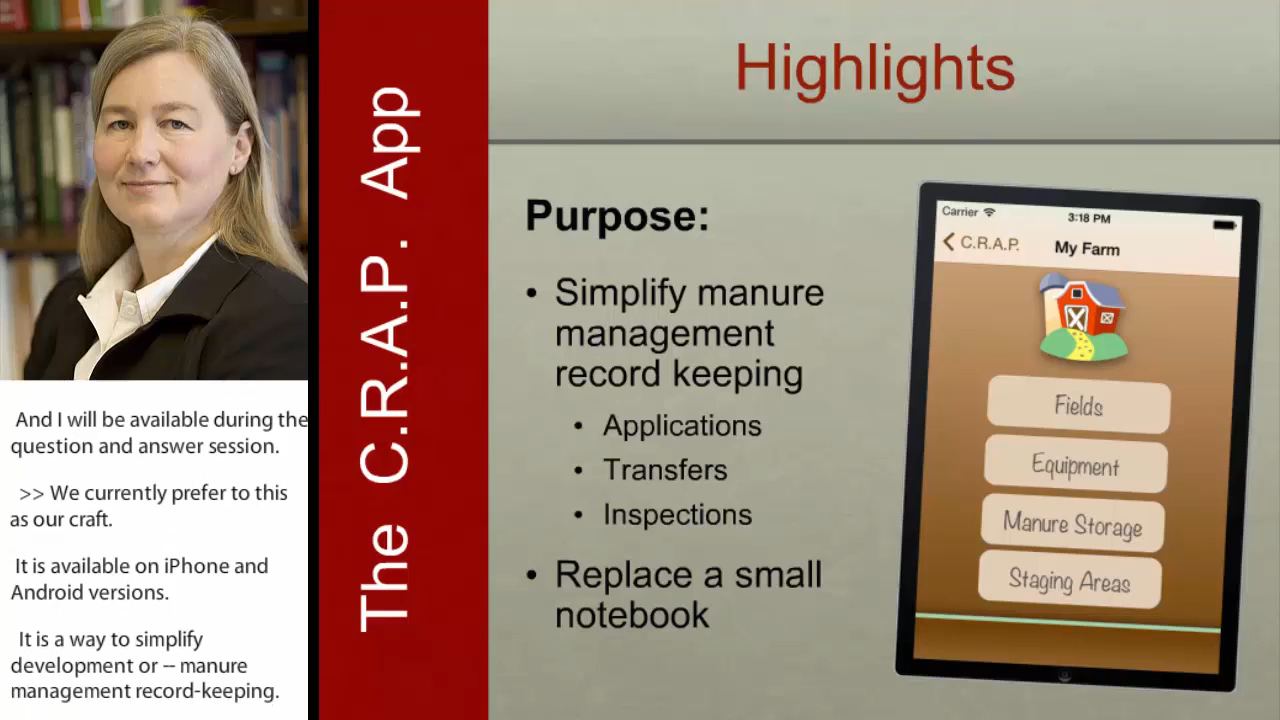 And I will be available during the
question and answer session.
>> We currently prefer to this
as our craft.
It is available on iPhone and
Android versions.
It is a way to simplify
development or -- manure
management record-keeping.
The C.R.A.P. App
Highlights
Purpose:
• Simplify manure
management
record keeping
• Applications
• Transfers
• Inspections
• Replace a small
notebook
Carrier 3:18 PM
C.R.A.P. My Farm
Fields
Equipment
Manure Storage
Staging Areas